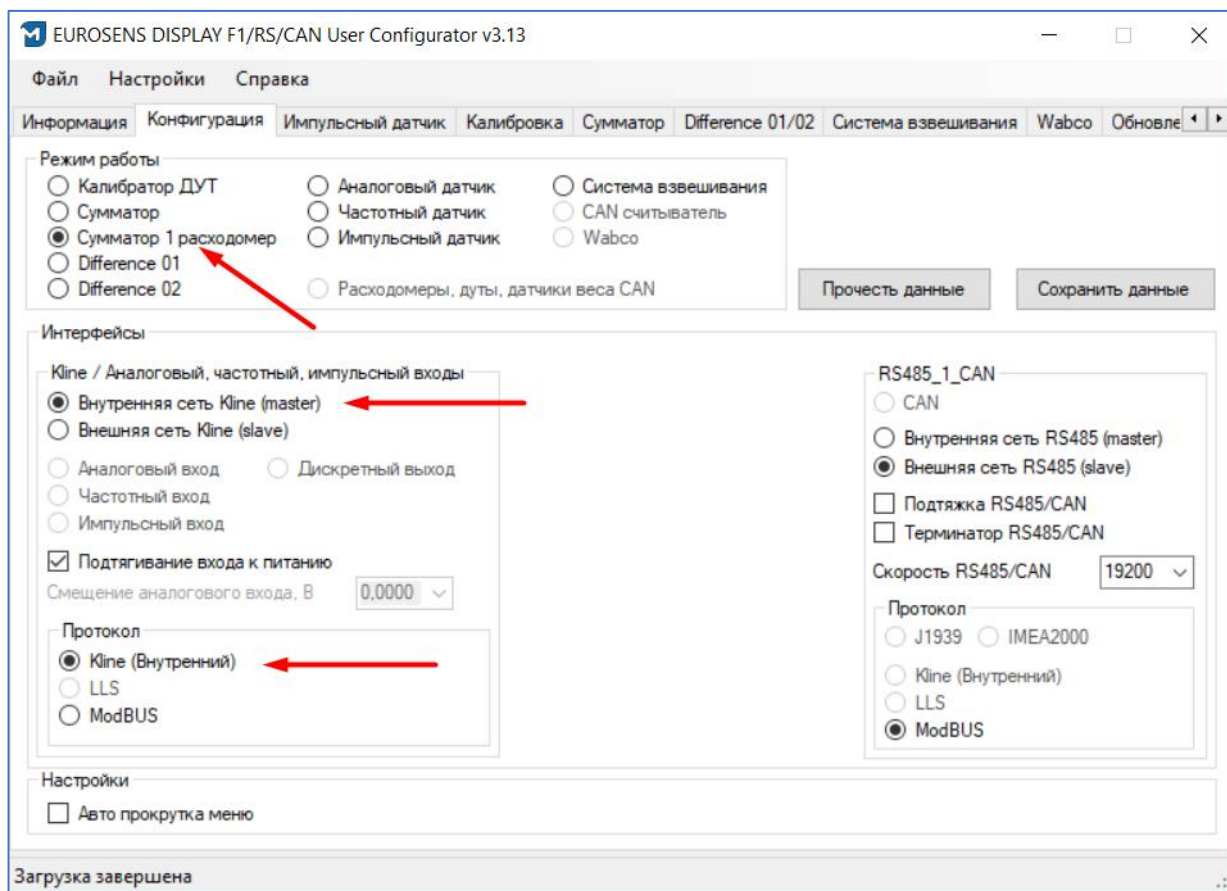 EUROSENS DISPLAY F1/RS/CAN User Configurator v3.13
Файл Настройки Справка
Информация Конфигурация Импульсный датчик Калибровка Сумматор Difference 01/02 Система взвешивания Wabco Обновле
Режим работы
Калибратор ДУТ Аналоговый датчик Система взвешивания
Сумматор Частотный датчик CAN считыватель
Сумматор 1 расходомер Импульсный датчик Wabco
Difference 01
Difference 02 Расходомеры, дуты, датчики веса CAN
Прочесть данные Сохранить данные
Интерфейсы
Kline / Аналоговый, частотный, импульсный входы
Внутренняя сеть Kline (master)
Внешняя сеть Kline (slave)
Аналоговый вход Дискретный выход
Частотный вход
Импульсный вход
Подтягивание входа к питанию
Смещение аналогового входа, В 0,0000
Протокол
Kline (Внутренний)
LLS
ModBUS
RS485_1_CAN
CAN
Внутренняя сеть RS485 (master)
Внешняя сеть RS485 (slave)
Подтяжка RS485/CAN
Терминатор RS485/CAN
Скорость RS485/CAN 19200
Протокол
J1939 IMEA2000
Kline (Внутренний)
LLS
ModBUS
Настройки
Авто прокрутка меню
Загрузка завершена